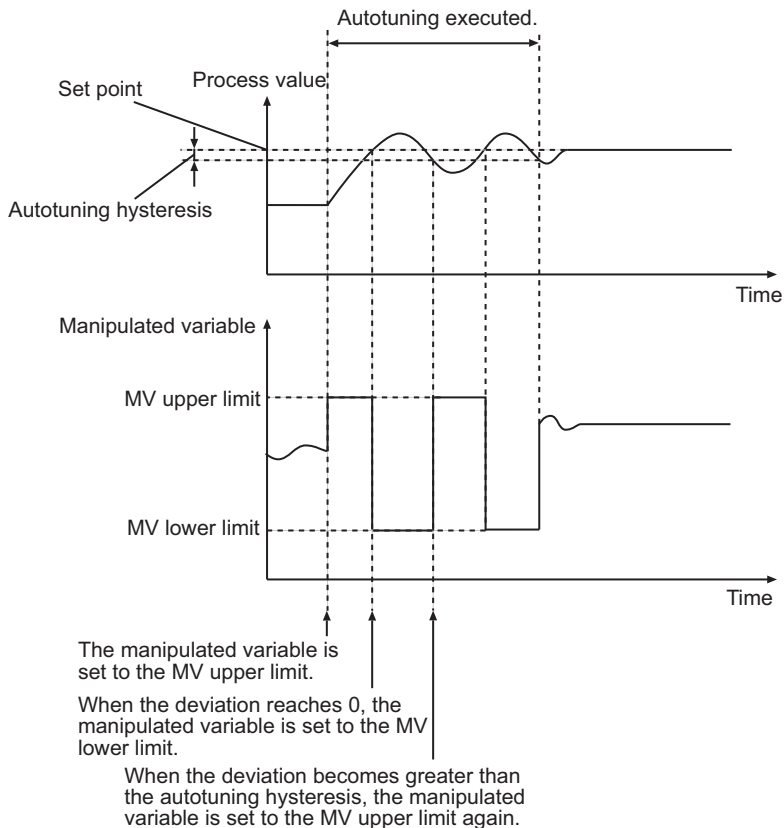 Autotuning executed.
Process value
Set point
Autotuning hysteresis
Time
Manipulated variable
MV upper limit
MV lower limit
Time
The manipulated variable is
set to the MV upper limit.
When the deviation reaches 0, the
manipulated variable is set to the MV
lower limit.
When the deviation becomes greater than
the autotuning hysteresis, the manipulated
variable is set to the MV upper limit again.